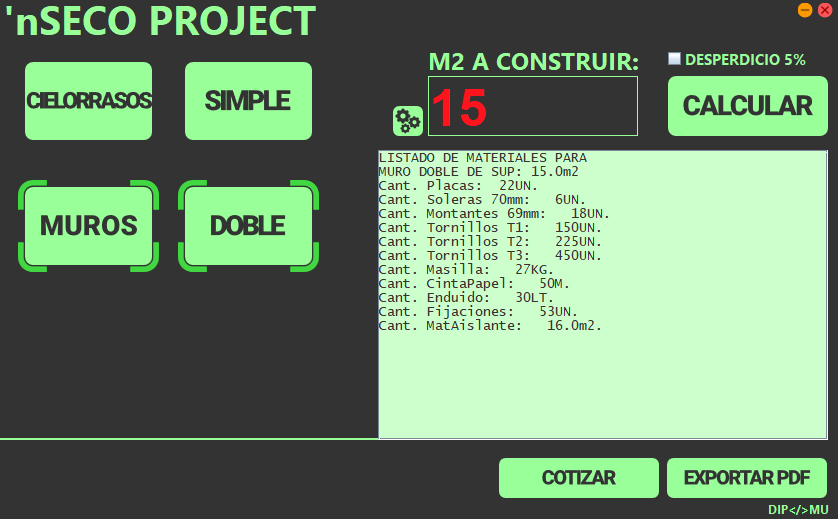 'nSECO PROJECT
CIELORRASOS
SIMPLE
M2 A CONSTRUIR:
DESPERDICIO 5%
15
CALCULAR
MUROS
DOBLE
LISTADO DE MATERIALES PARA
MURO DOBLE DE SUP: 15.0m2
Cant. Placas:  22UN.
Cant. Soleras 70mm:   6UN.
Cant. Montantes 69mm:   18UN.
Cant. Tornillos T1:   150UN.
Cant. Tornillos T2:   225UN.
Cant. Tornillos T3:   450UN.
Cant. Masilla:   27KG.
Cant. CintaPapel:   50M.
Cant. Enduido:   30LT.
Cant. Fijaciones:   53UN.
Cant. MatAislante:   16.0m2.
COTIZAR
EXPORTAR PDF
DIP</>MU